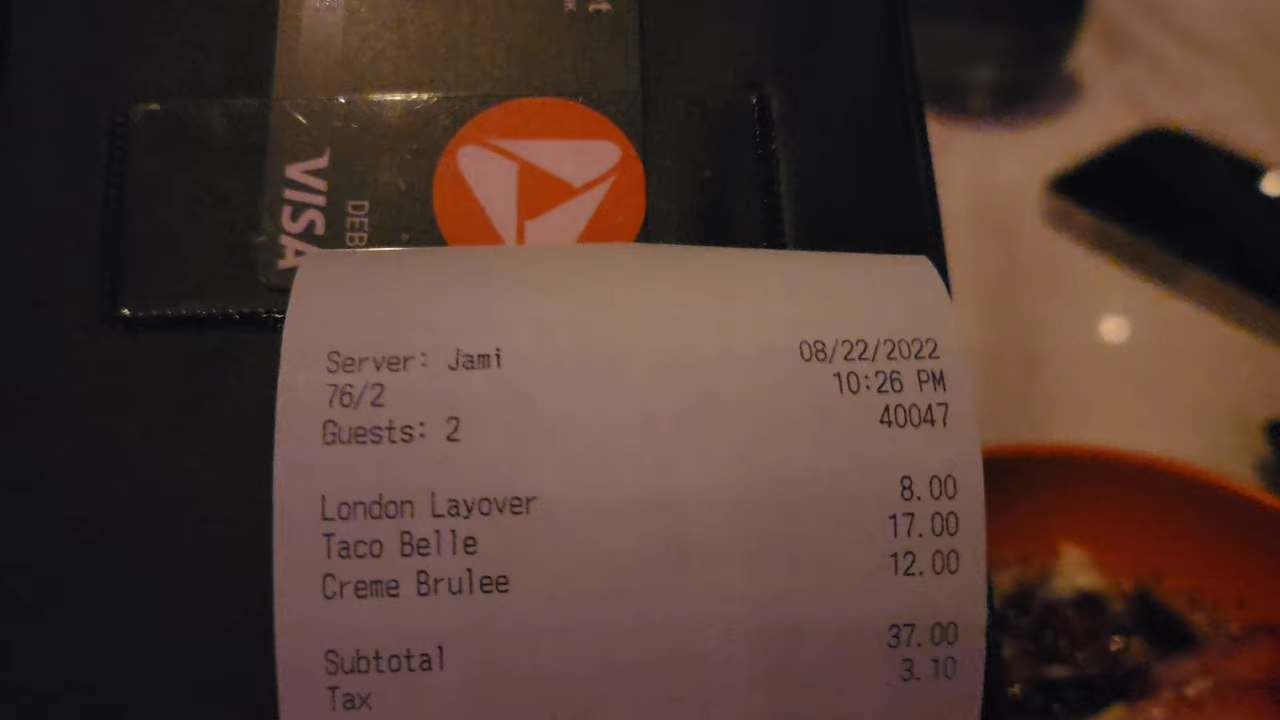 VISA
DEB
Server: Jami 08/22/2022
76/2 10:26 PM
Guests: 2 40047
London Layover 8.00
Taco Belle 17.00
Creme Brulee 12.00
Subtotal 37.00
Tax 3.10